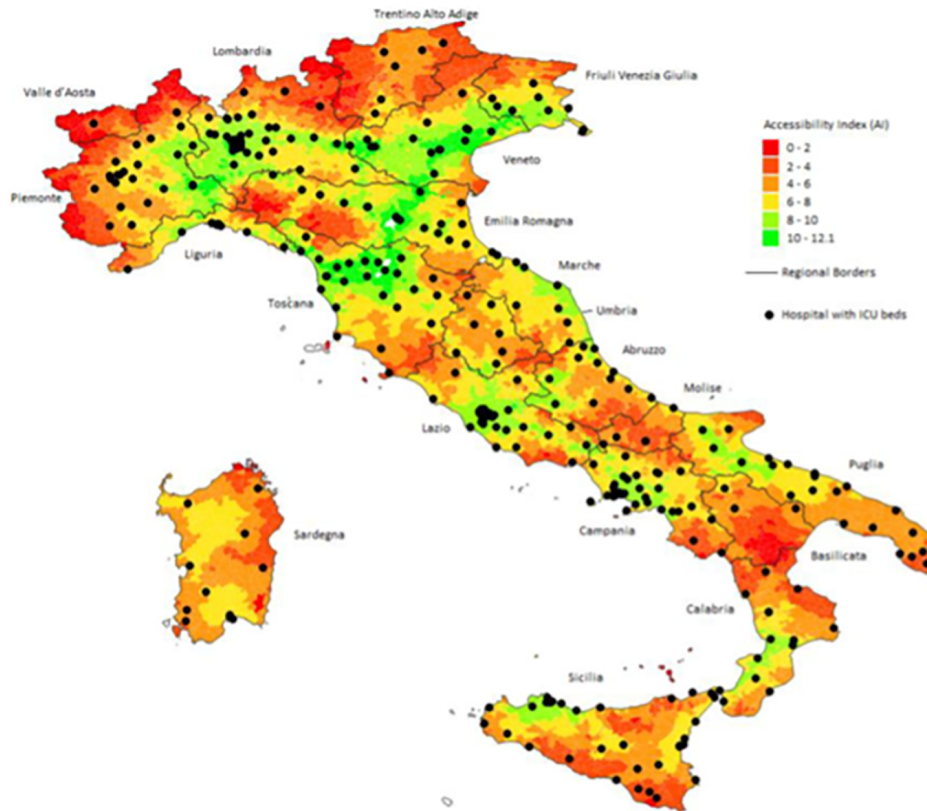 Trentino Alto Adige
Lombardia
Friuli Venezia Giulia
Valle d'Aosta
Accessibility Index (AI)
0 - 2
2 - 4
4 - 6
6 - 8
8 - 10
10 - 12.1
Veneto
Piemonte
Emilia Romagna
Liguria
Marche
Regional Borders
Toscana
Umbria
Hospital with ICU beds
Abruzzo
Molise
Lazio
Puglia
Campania
Sardegna
Basilicata
Calabria
Sicilia